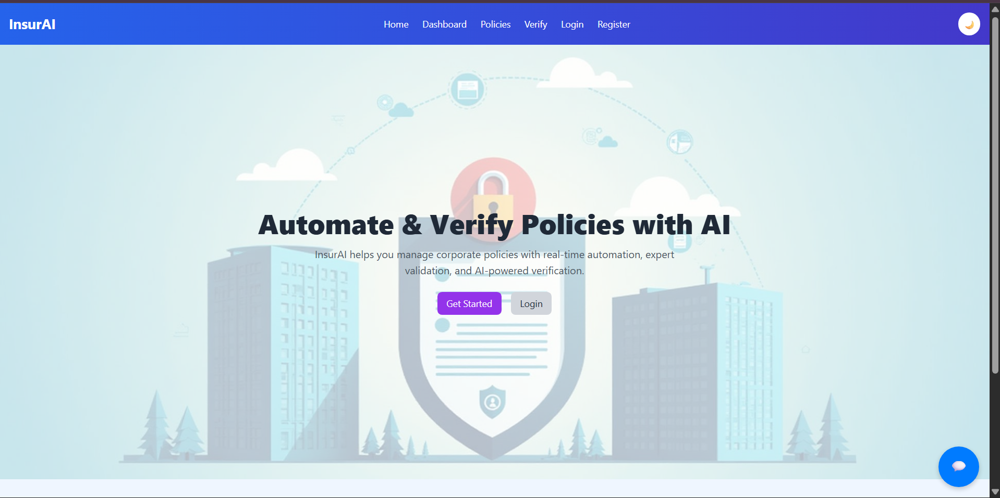 InsurAI
Home Dashboard Policies Verify Login Register
Automate & Verify Policies with AI
InsurAI helps you manage corporate policies with real-time automation, expert
validation, and AI-powered verification.
Get Started Login